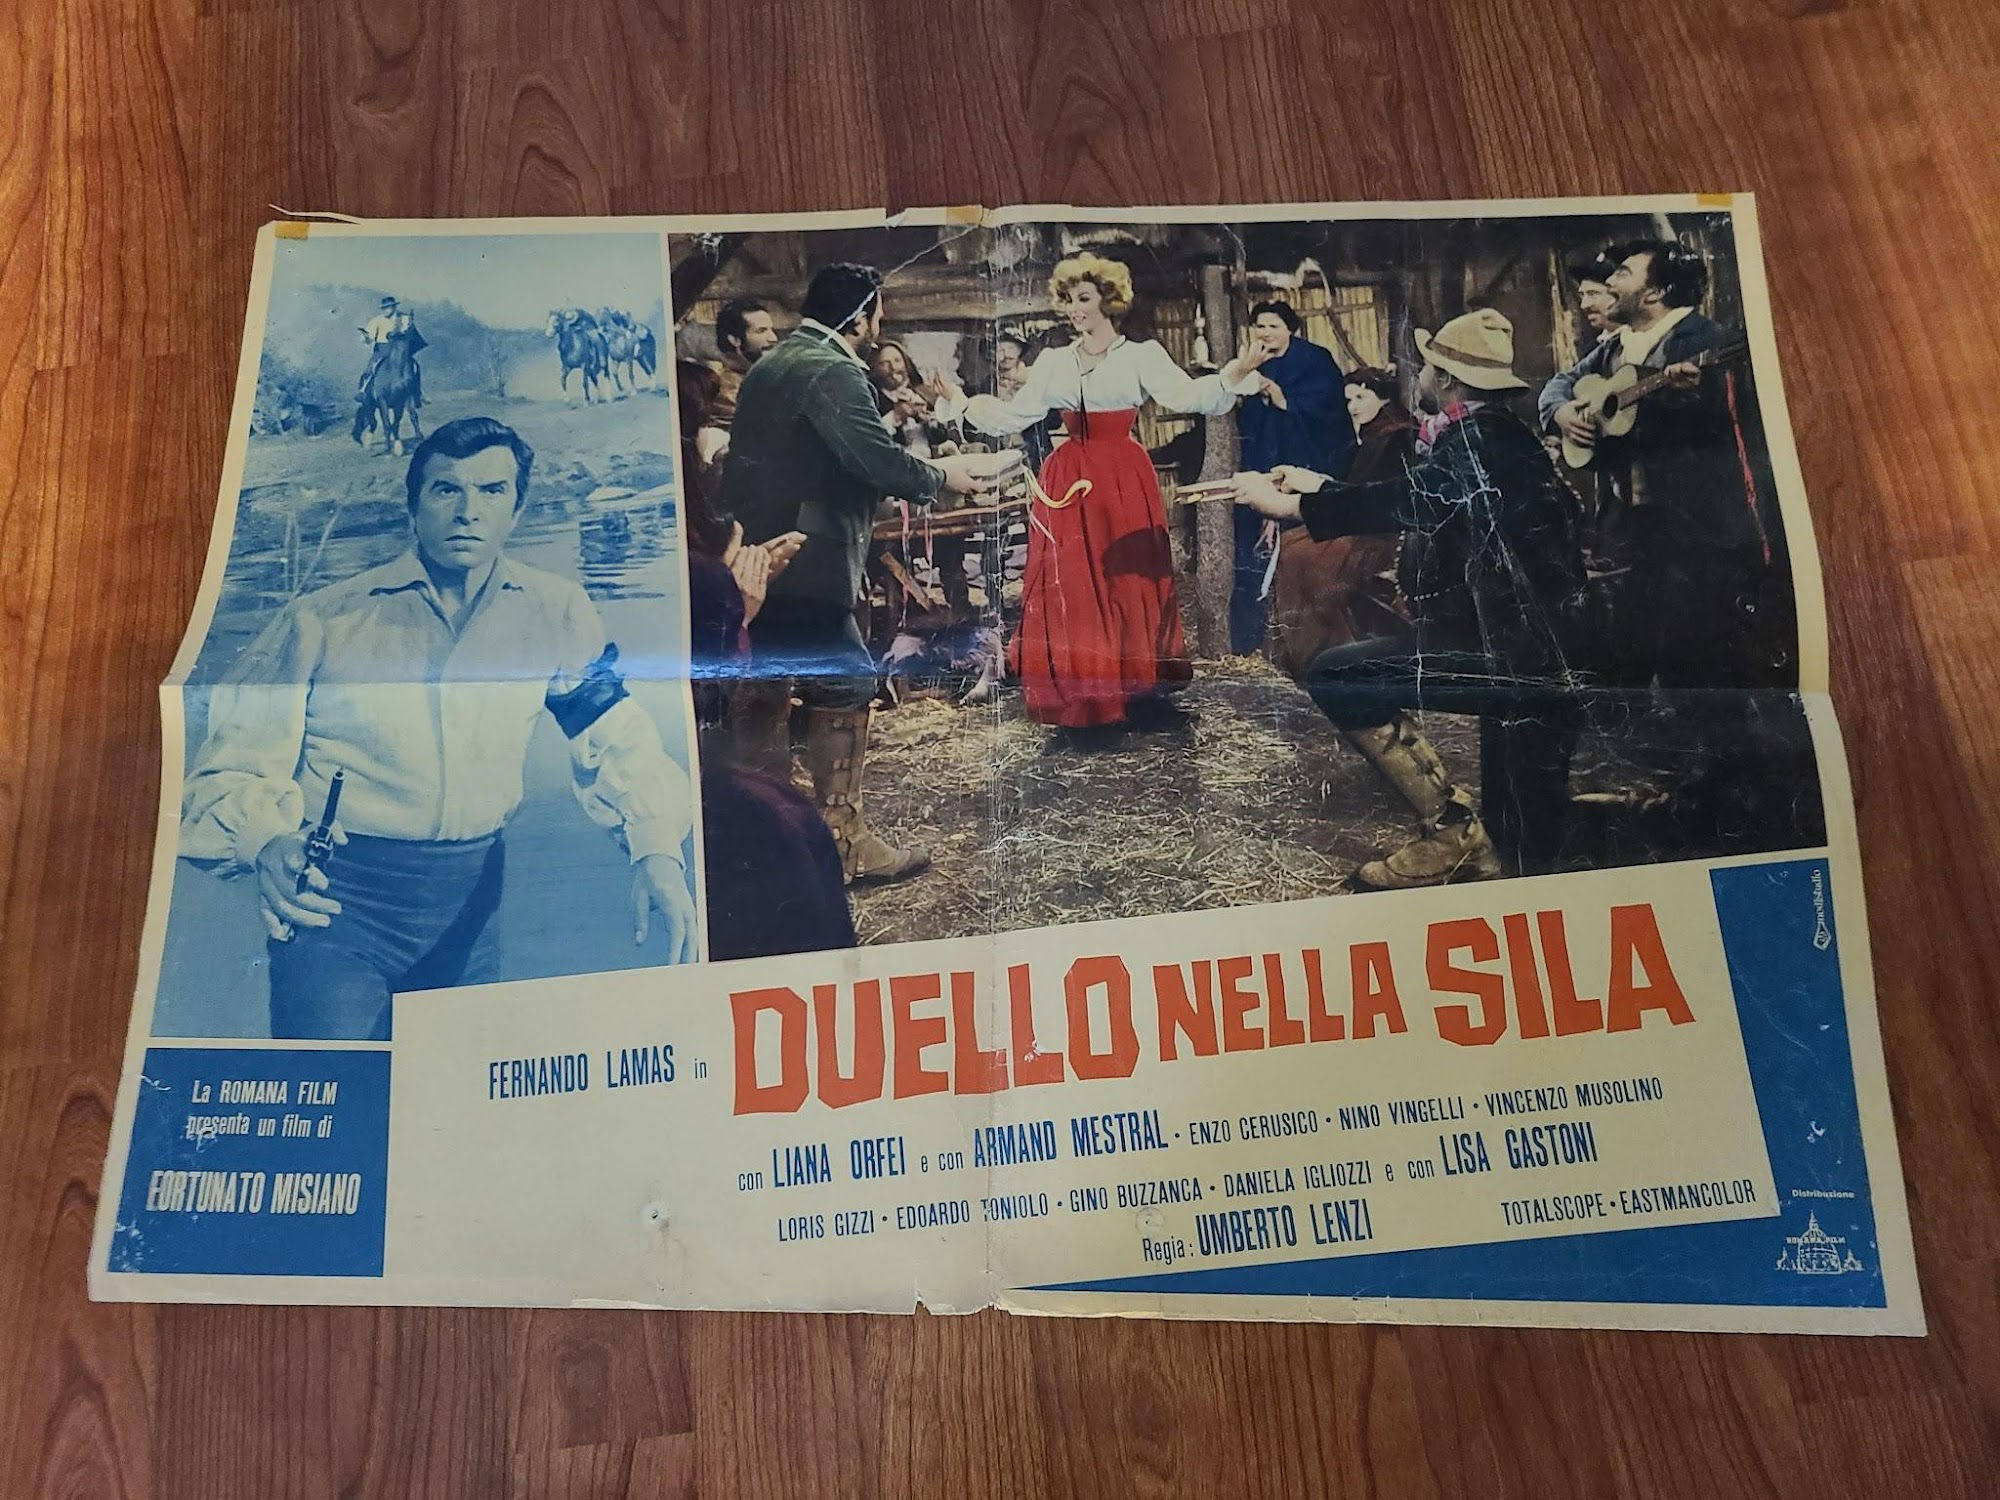 La ROMANA FILM
presenta un film di
FORTUNATO MISIANO
FERNANDO LAMAS in
DUELLO NELLA SILA
con LIANA ORFEI e con ARMAND MESTRAL • ENZO CERUSICO • NINO VINGELLI • VINCENZO MUSOLINO
LORIS GIZZI • EDOARDO TONIOLO • GINO BUZZANCA • DANIELA IGLIOZZI e con LISA GASTONI
Regia: UMBERTO LENZI
TOTALSCOPE • EASTMANCOLOR
Distribuzione
ROMANA FILM